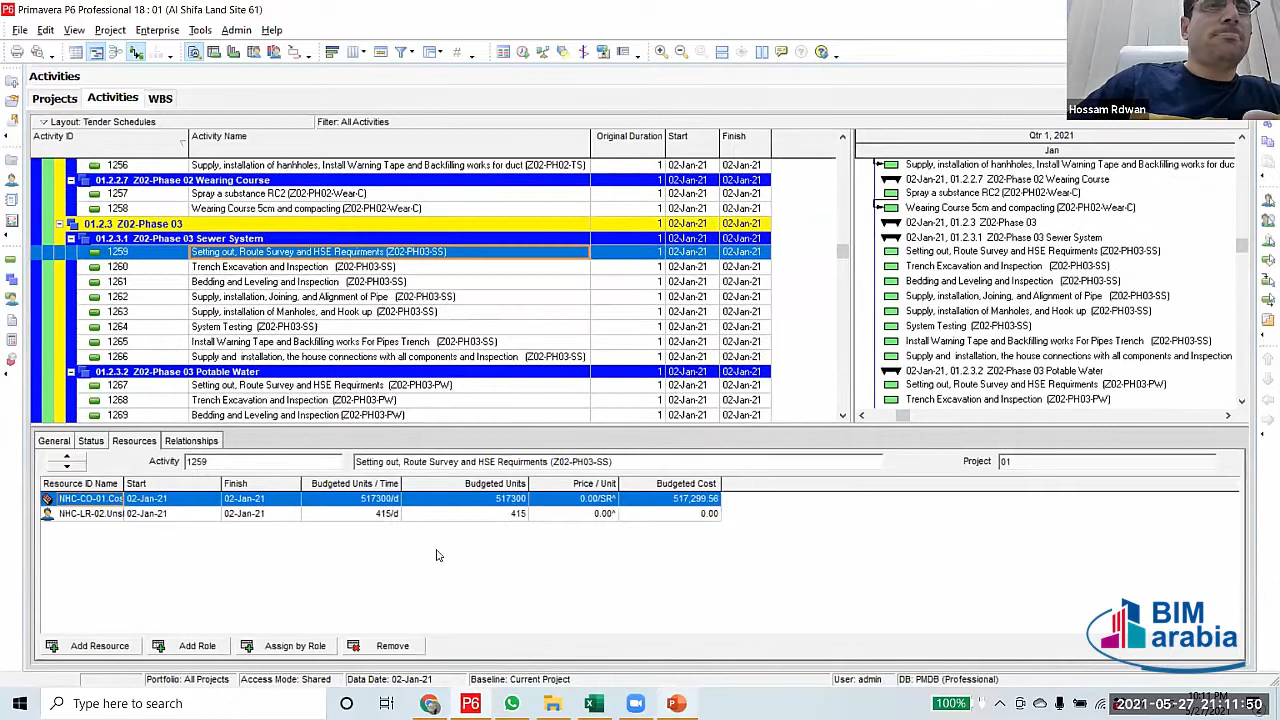 Primavera P6 Professional 18 : 01 (Al Shifa Land Site 61)
File Edit View Project Enterprise Tools Admin Help
Activities
Projects Activities WBS
Layout: Tender Schedules Filter: All Activities
Activity ID Activity Name Original Duration Start Finish
Qtr 1, 2021
Jan
1256 Supply, installation of hanhholes, Install Warning Tape and Backfilling works for duct (Z02-PH02-TS) 1 02-Jan-21 02-Jan-21
01.2.2.7 Z02-Phase 02 Wearing Course
1257 Spray a substance RC2 (Z02-PH02-Wear-C) 1 02-Jan-21 02-Jan-21
1258 Wearing Course 5cm and compacting (Z02-PH02-Wear-C) 1 02-Jan-21 02-Jan-21
01.2.3 Z02-Phase 03
01.2.3.1 Z02-Phase 03 Sewer System
1259 Setting out, Route Survey and HSE Requirments (Z02-PH03-SS) 1 02-Jan-21 02-Jan-21
1260 Trench Excavation and Inspection (Z02-PH03-SS) 1 02-Jan-21 02-Jan-21
1261 Bedding and Leveling and Inspection (Z02-PH03-SS) 1 02-Jan-21 02-Jan-21
1262 Supply, installation, Joining, and Alignment of Pipe (Z02-PH03-SS) 1 02-Jan-21 02-Jan-21
1263 Supply, installation of Manholes, and Hook up (Z02-PH03-SS) 1 02-Jan-21 02-Jan-21
1264 System Testing (Z02-PH03-SS) 1 02-Jan-21 02-Jan-21
1265 Install Warning Tape and Backfilling works For Pipes Trench (Z02-PH03-SS) 1 02-Jan-21 02-Jan-21
1266 Supply and installation, the house connections with all components and Inspection (Z02-PH03-SS) 1 02-Jan-21 02-Jan-21
01.2.3.2 Z02-Phase 03 Potable Water
1267 Setting out, Route Survey and HSE Requirments (Z02-PH03-PW) 1 02-Jan-21 02-Jan-21
1268 Trench Excavation and Inspection (Z02-PH03-PW) 1 02-Jan-21 02-Jan-21
1269 Bedding and Leveling and Inspection (Z02-PH03-PW) 1 02-Jan-21 02-Jan-21
Supply, installation of hanhholes, Install Warning Tape and Backfilling works for duct
02-Jan-21, 01.2.2.7 Z02-Phase 02 Wearing Course
Spray a substance RC2 (Z02-PH02-Wear-C)
Wearing Course 5cm and compacting (Z02-PH02-Wear-C)
02-Jan-21, 01.2.3 Z02-Phase 03
02-Jan-21, 01.2.3.1 Z02-Phase 03 Sewer System
Setting out, Route Survey and HSE Requirments (Z02-PH03-SS)
Trench Excavation and Inspection (Z02-PH03-SS)
Bedding and Leveling and Inspection (Z02-PH03-SS)
Supply, installation, Joining, and Alignment of Pipe (Z02-PH03-SS)
Supply, installation of Manholes, and Hook up (Z02-PH03-SS)
System Testing (Z02-PH03-SS)
Install Warning Tape and Backfilling works For Pipes Trench (Z02-PH03-SS)
Supply and installation, the house connections with all components and Inspection
02-Jan-21, 01.2.3.2 Z02-Phase 03 Potable Water
Setting out, Route Survey and HSE Requirments (Z02-PH03-PW)
Trench Excavation and Inspection (Z02-PH03-PW)
Hossam Rdwan
General Status Resources Relationships
Activity 1259 Setting out, Route Survey and HSE Requirments (Z02-PH03-SS) Project 01
Resource ID Name Start Finish Budgeted Units / Time Budgeted Units Price / Unit Budgeted Cost
NHC-CO-01.Cos 02-Jan-21 02-Jan-21 517300/d 517300 0.00/SR^ 517,299.56
NHC-LR-02.Uns 02-Jan-21 02-Jan-21 415/d 415 0.00^ 0.00
BIM
arabia
Add Resource Add Role Assign by Role Remove
Portfolio: All Projects Access Mode: Shared Data Date: 02-Jan-21 Baseline: Current Project User: admin DB: PMDB (Professional)
Type here to search 100% 2021-05-27 21:11:50